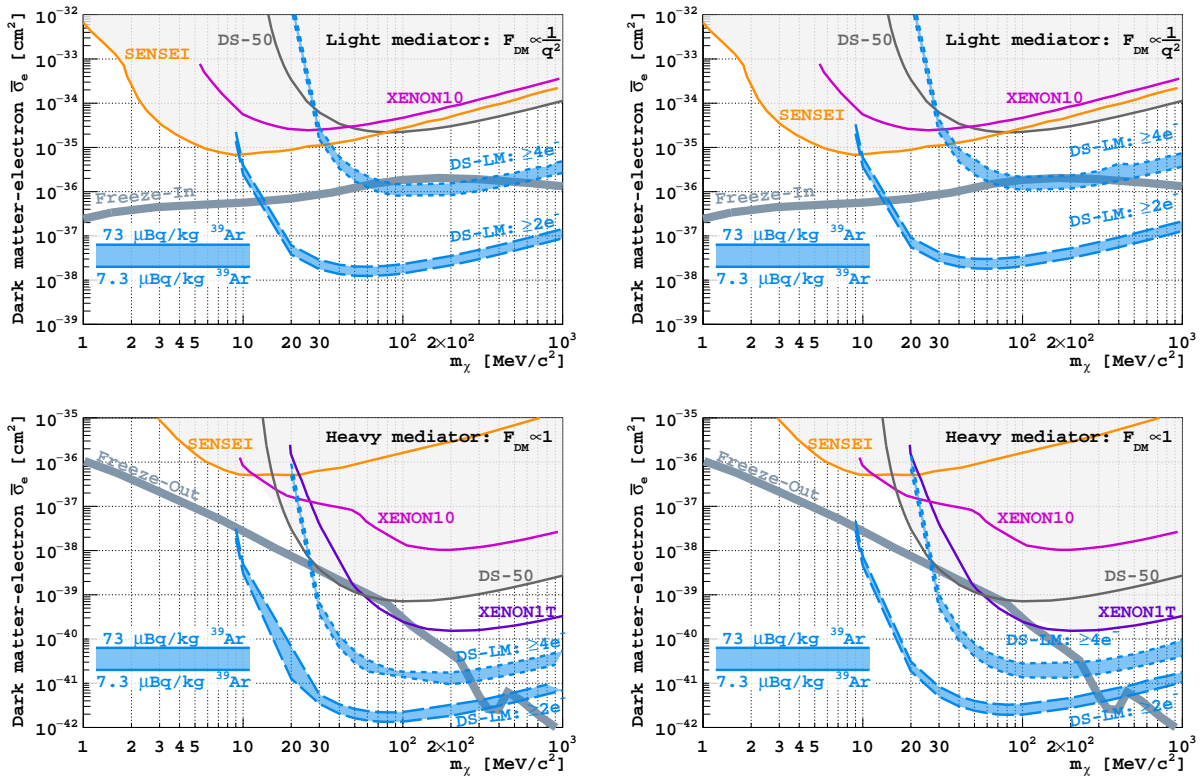 Dark matter-electron σ̄ₑ [cm²]
10⁻³²
10⁻³³
10⁻³⁴
10⁻³⁵
10⁻³⁶
10⁻³⁷
10⁻³⁸
10⁻³⁹
DS-50
Light mediator: F_DM ∝ 1/q²
SENSEI
XENON10
DS-LM: ≥4e⁻
Freeze-In
DS-LM: ≥2e⁻
73 μBq/kg ³⁹Ar
7.3 μBq/kg ³⁹Ar
1 2 3 4 5 10 20 30 10² 2×10² 10³
m_χ [MeV/c²]
Dark matter-electron σ̄ₑ [cm²]
10⁻³²
10⁻³³
10⁻³⁴
10⁻³⁵
10⁻³⁶
10⁻³⁷
10⁻³⁸
10⁻³⁹
DS-50
Light mediator: F_DM ∝ 1/q²
XENON10
SENSEI
DS-LM: ≥4e⁻
Freeze-In
DS-LM: ≥2e⁻
73 μBq/kg ³⁹Ar
7.3 μBq/kg ³⁹Ar
1 2 3 4 5 10 20 30 10² 2×10² 10³
m_χ [MeV/c²]
Dark matter-electron σ̄ₑ [cm²]
10⁻³⁵
10⁻³⁶
10⁻³⁷
10⁻³⁸
10⁻³⁹
10⁻⁴⁰
10⁻⁴¹
10⁻⁴²
SENSEI
Heavy mediator: F_DM ∝1
Freeze-Out
XENON10
DS-50
XENON1T
DS-LM: ≥4e⁻
73 μBq/kg ³⁹Ar
7.3 μBq/kg ³⁹Ar
DS-LM: ≥2e⁻
1 2 3 4 5 10 20 30 10² 2×10² 10³
m_χ [MeV/c²]
Dark matter-electron σ̄ₑ [cm²]
10⁻³⁵
10⁻³⁶
10⁻³⁷
10⁻³⁸
10⁻³⁹
10⁻⁴⁰
10⁻⁴¹
10⁻⁴²
SENSEI
Heavy mediator: F_DM ∝1
Freeze-Out
XENON10
DS-50
XENON1T
DS-LM: ≥4e⁻
73 μBq/kg ³⁹Ar
7.3 μBq/kg ³⁹Ar
DS-LM: ≥2e⁻
1 2 3 4 5 10 20 30 10² 2×10² 10³
m_χ [MeV/c²]